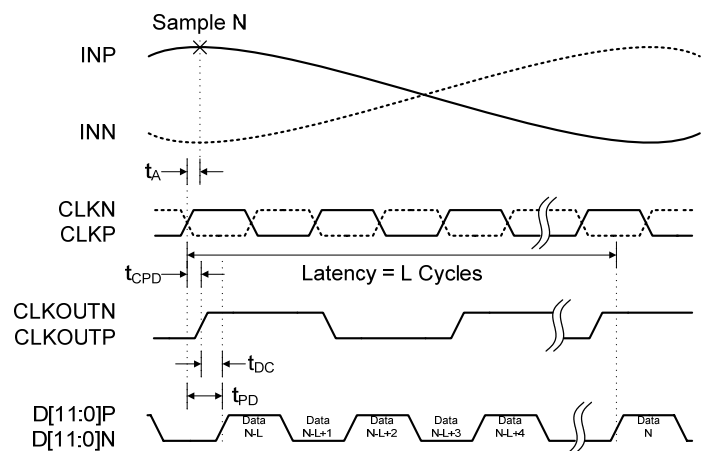 Sample N
INP
INN
tA
CLKN
CLKP
tCPD
Latency = L Cycles
CLKOUTN
CLKOUTP
tDC
tPD
D[11:0]P
D[11:0]N
Data N-L
Data N-L+1
Data N-L+2
Data N-L+3
Data N-L+4
Data N